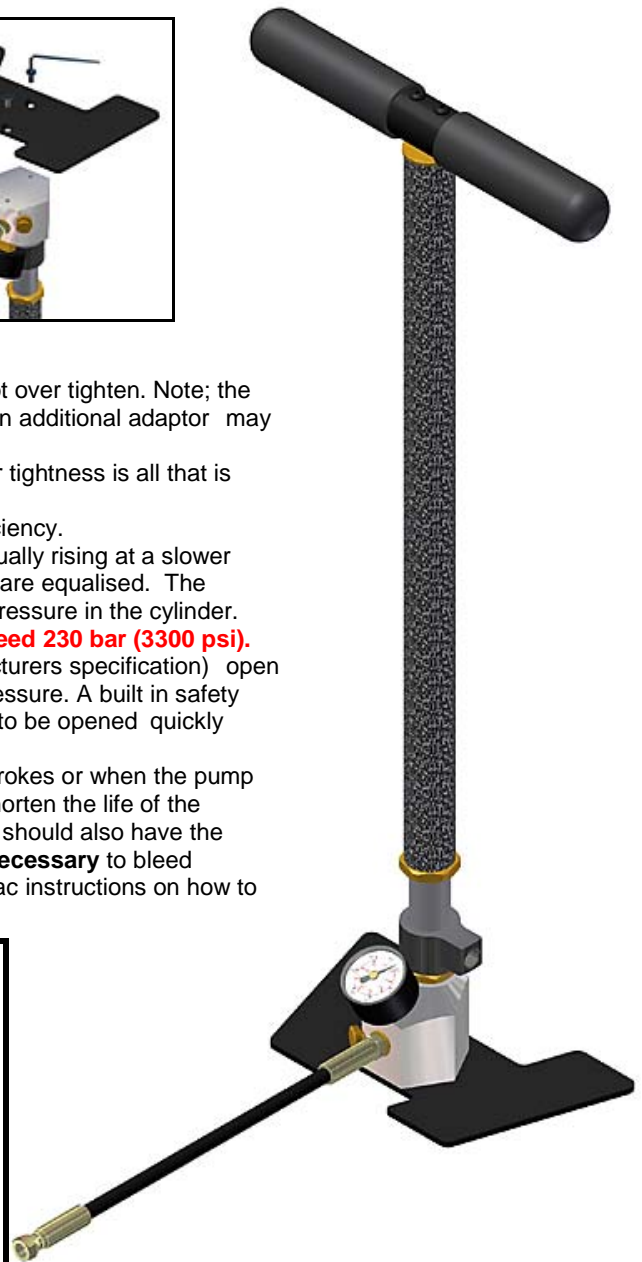 t over tighten. Note; the
n additional adaptor may
r tightness is all that is
ciency.
ually rising at a slower
are equalised. The
ressure in the cylinder.
eed 230 bar (3300 psi).
cturers specification) open
essure. A built in safety
to be opened quickly
rokes or when the pump
horten the life of the
should also have the
ecessary to bleed
ac instructions on how to